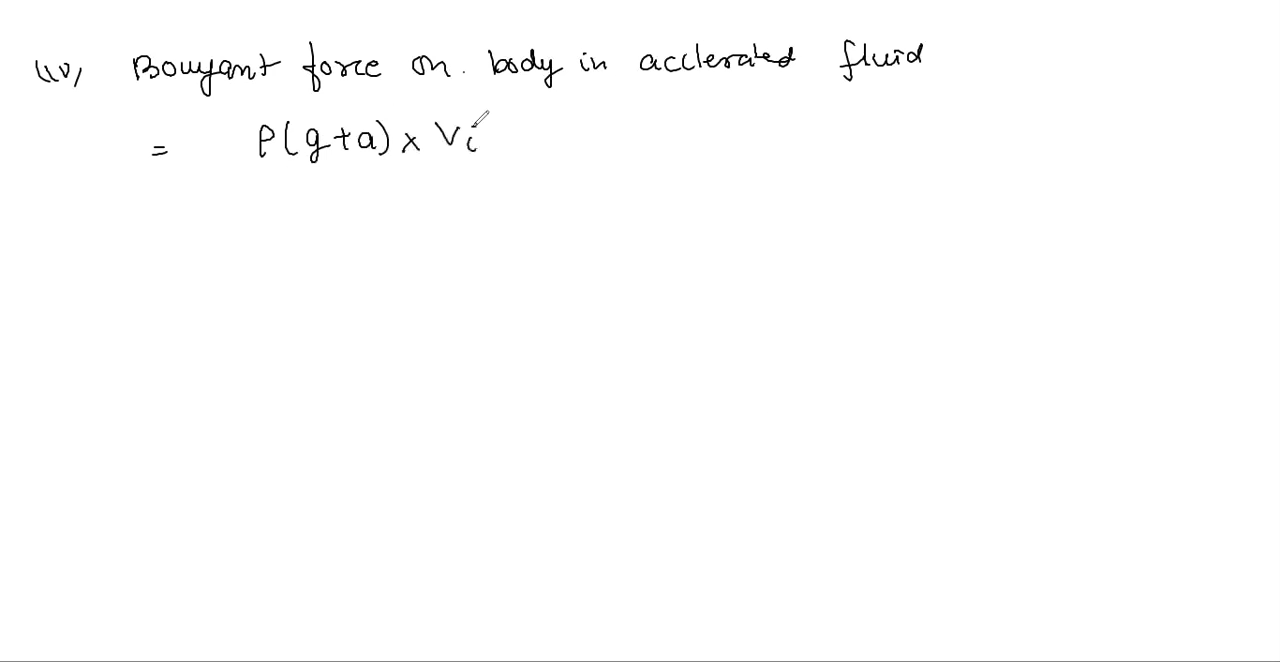 (iv) Bouyant force on. body in acclerated fluid
= ρ(g+a) × Vi